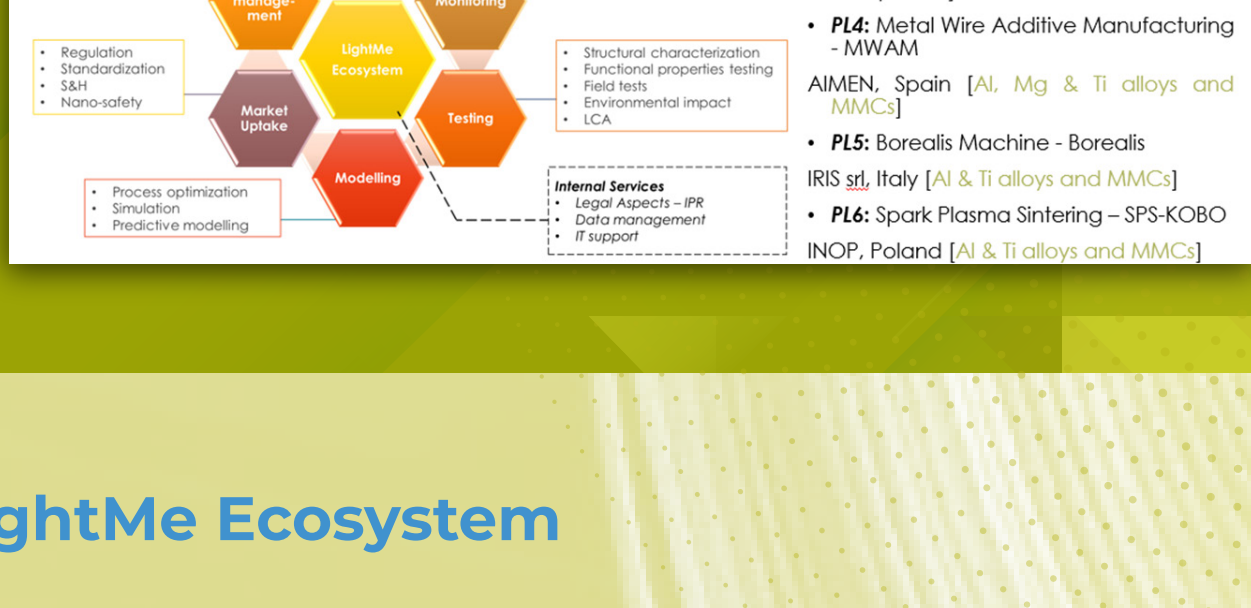 manage-
ment
Monitoring
LightMe
Ecosystem
• Regulation
• Standardization
• S&H
• Nano-safety
Market
Uptake
Testing
• Structural characterization
• Functional properties testing
• Field tests
• Environmental impact
• LCA
Modelling
• Process optimization
• Simulation
• Predictive modelling
Internal Services
• Legal Aspects – IPR
• Data management
• IT support
• PL4: Metal Wire Additive Manufacturing
- MWAM
AIMEN, Spain [Al, Mg & Ti alloys and
MMCs]
• PL5: Borealis Machine - Borealis
IRIS srl, Italy [Al & Ti alloys and MMCs]
• PL6: Spark Plasma Sintering – SPS-KOBO
INOP, Poland [Al & Ti alloys and MMCs]
ghtMe Ecosystem